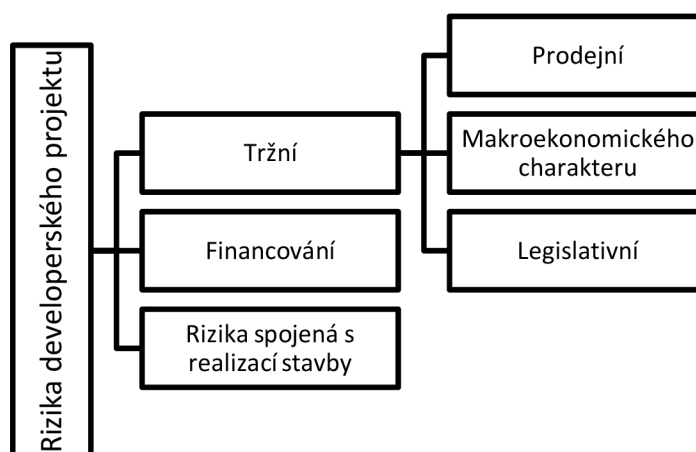 Rizika developerského projektu
Tržní
Financování
Rizika spojená s
realizací stavby
Prodejní
Makroekonomického
charakteru
Legislativní